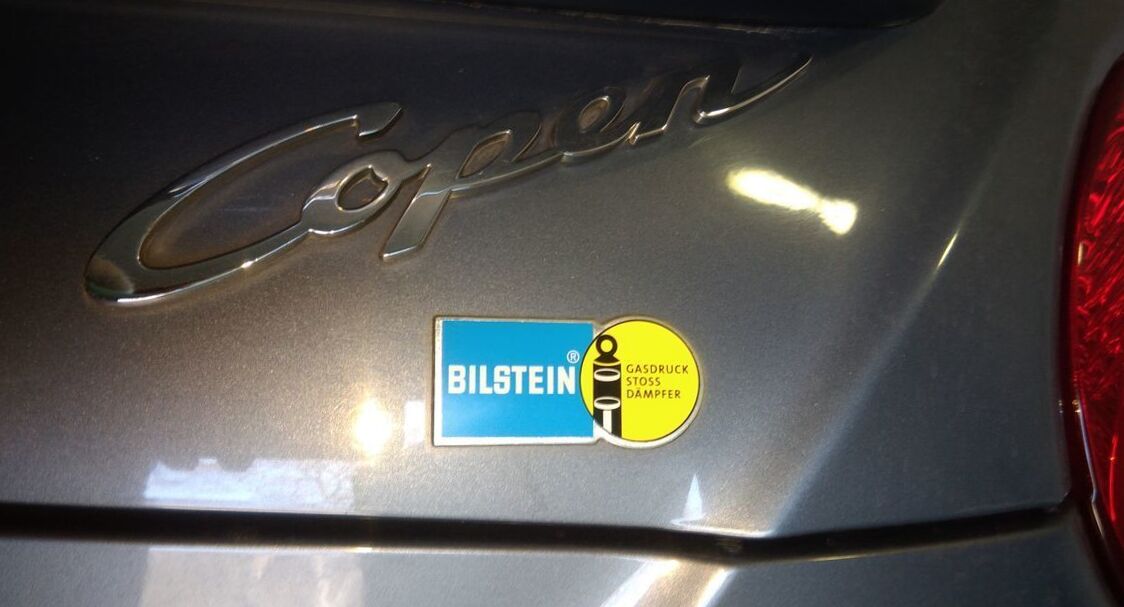 Copen
BILSTEIN®
GASDRUCK
STOSS
DÄMPFER